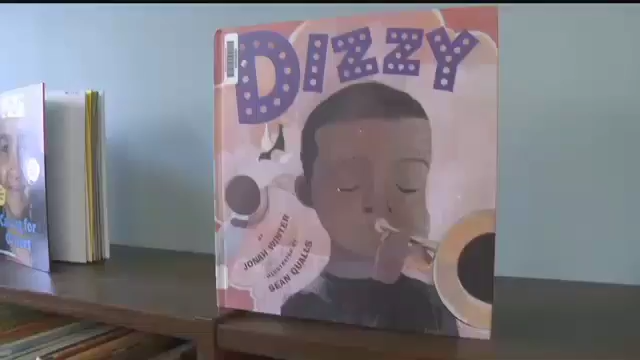 DIZZY
BY
JONAH WINTER
ILLUSTRATED BY
SEAN QUALLS